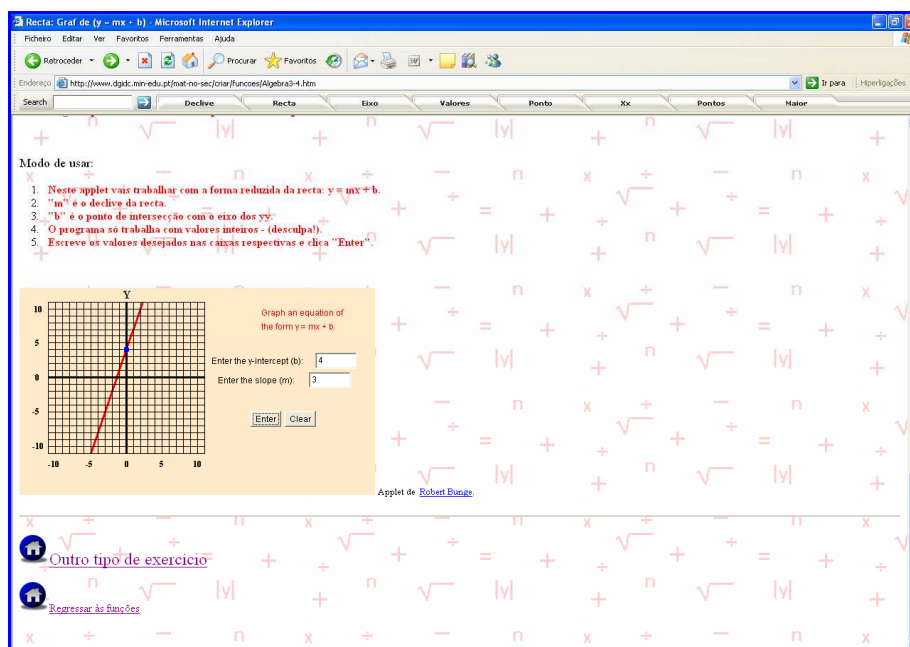 Recta: Graf de (y = mx + b) - Microsoft Internet Explorer
Ficheiro Editar Ver Favoritos Ferramentas Ajuda
Retroceder Procurar Favoritos
Endereço http://www.dgidc.min-edu.pt/mat-no-sec/criar/funcoes/Algebra3-4.htm Ir para Hiperligações
Search Declive Recta Eixo Valores Ponto Xx Pontos Maior
Modo de usar:
1. Neste applet vais trabalhar com a forma reduzida da recta: y = mx + b.
2. "m" é o declive da recta.
3. "b" é o ponto de intersecção com o eixo dos yy.
4. O programa só trabalha com valores inteiros - (desculpa!).
5. Escreve os valores desejados nas caixas respectivas e clica "Enter".
Y
10
5
0
-5
-10
-10 -5 0 5 10
Graph an equation of
the form y = mx + b.
Enter the y-intercept (b): 4
Enter the slope (m): 3
Enter Clear
Applet de Robert Bunge.
Outro tipo de exercício
Regressar às funções